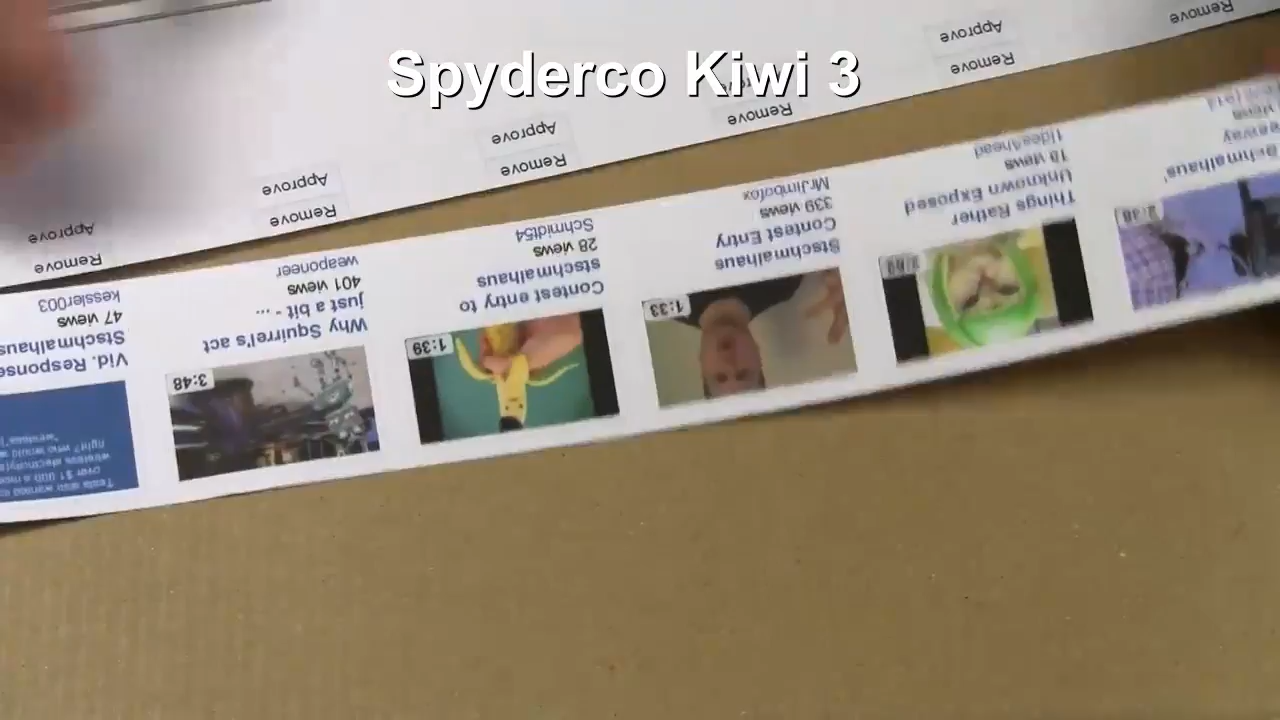 Spyderco Kiwi 3
Remove
Approve
Remove
Approve
Remove
Remove
Approve
Remove
Approve
Remove
Approve
Remove
Things Rather
Unknown Exposed
18 views
1IdeaAhead
Stschmalhaus
Contest Entry
339 views
MrJimbofox
1:33
Contest entry to
stschmalhaus
28 views
Schmidt54
1:39
Why Squirrel's act
just a bit - ...
401 views
weaponeer
3:48
Vid. Response
Stschmalhaus
47 views
kessler003